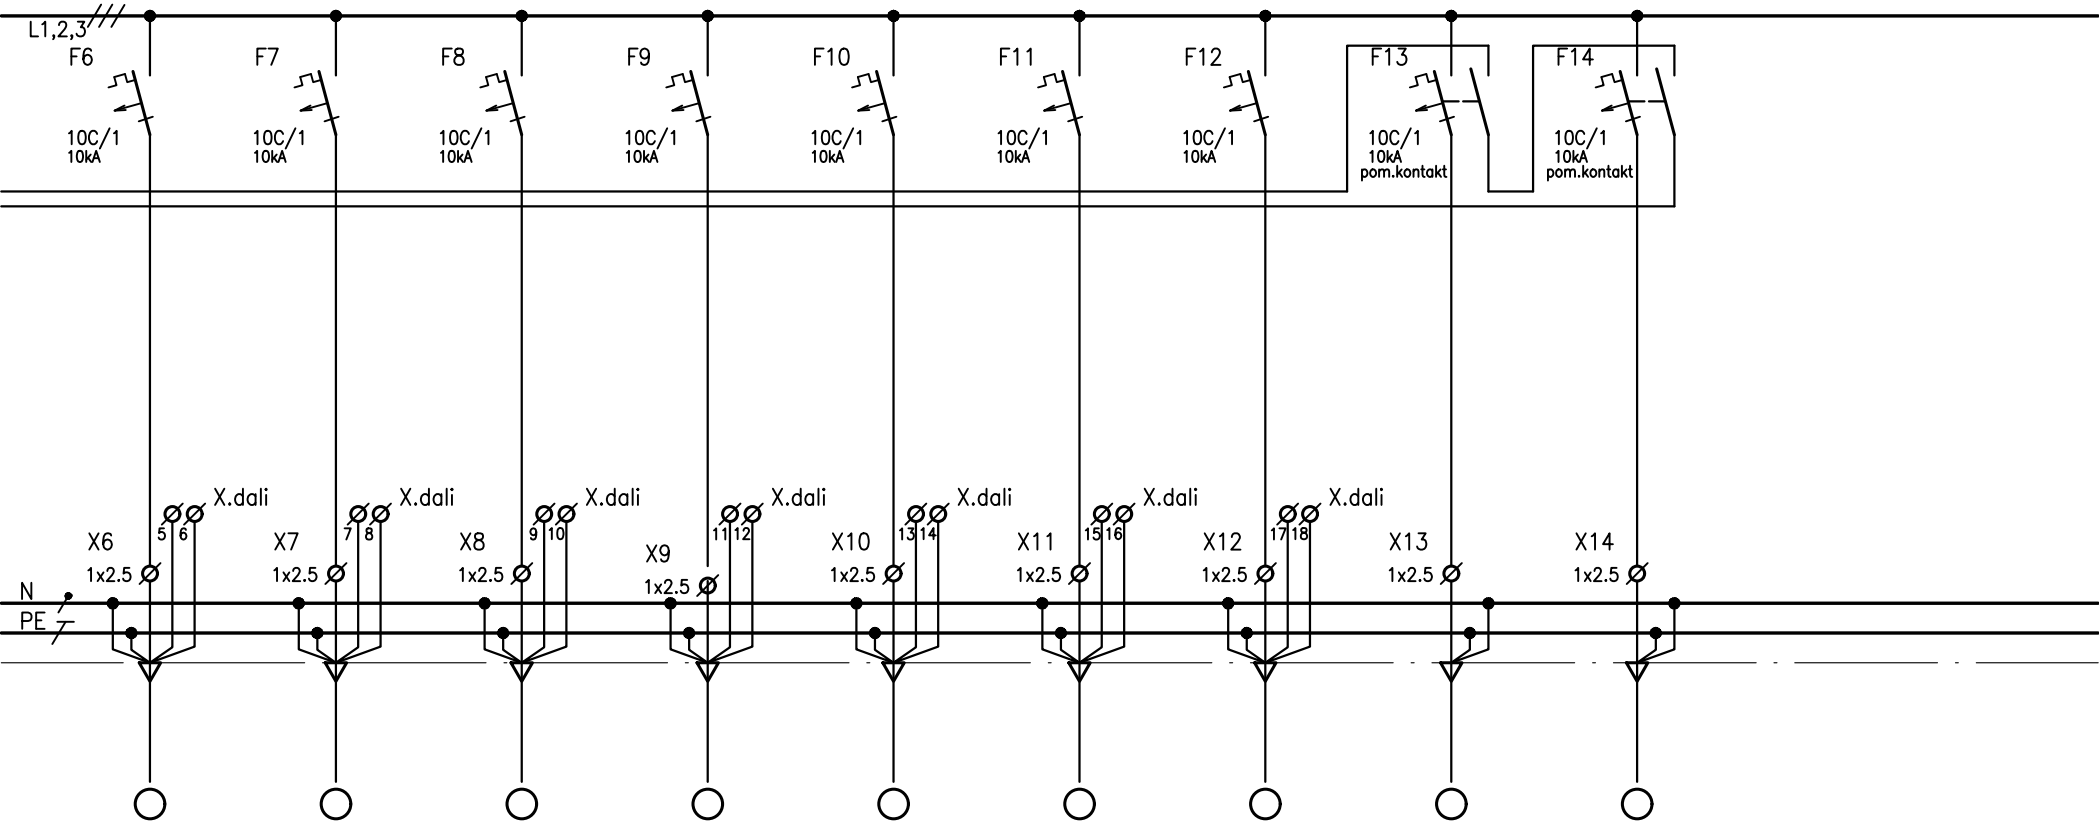 L1,2,3
F6 F7 F8 F9 F10 F11 F12 F13 F14
10C/1 10C/1 10C/1 10C/1 10C/1 10C/1 10C/1 10C/1 10C/1
10kA 10kA 10kA 10kA 10kA 10kA 10kA 10kA 10kA
pom.kontakt pom.kontakt
X.dali X.dali X.dali X.dali X.dali X.dali X.dali
5 6 7 8 9 10 11 12 13 14 15 16 17 18
X6 X7 X8 X9 X10 X11 X12 X13 X14
1x2.5 1x2.5 1x2.5 1x2.5 1x2.5 1x2.5 1x2.5 1x2.5 1x2.5
N
PE